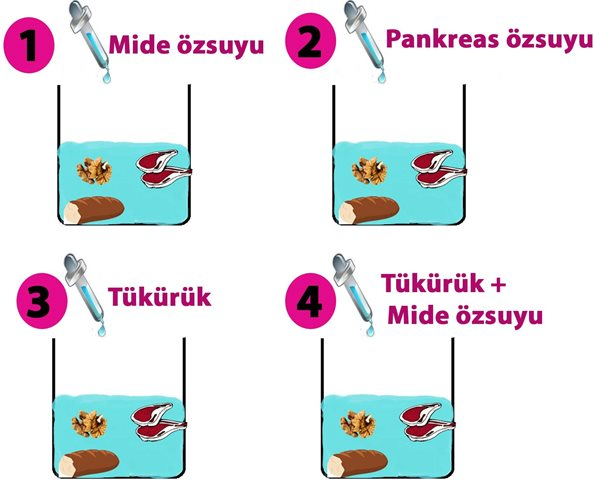 1 Mide özsuyu
2 Pankreas özsuyu
3 Tükürük
4 Tükürük +
Mide özsuyu